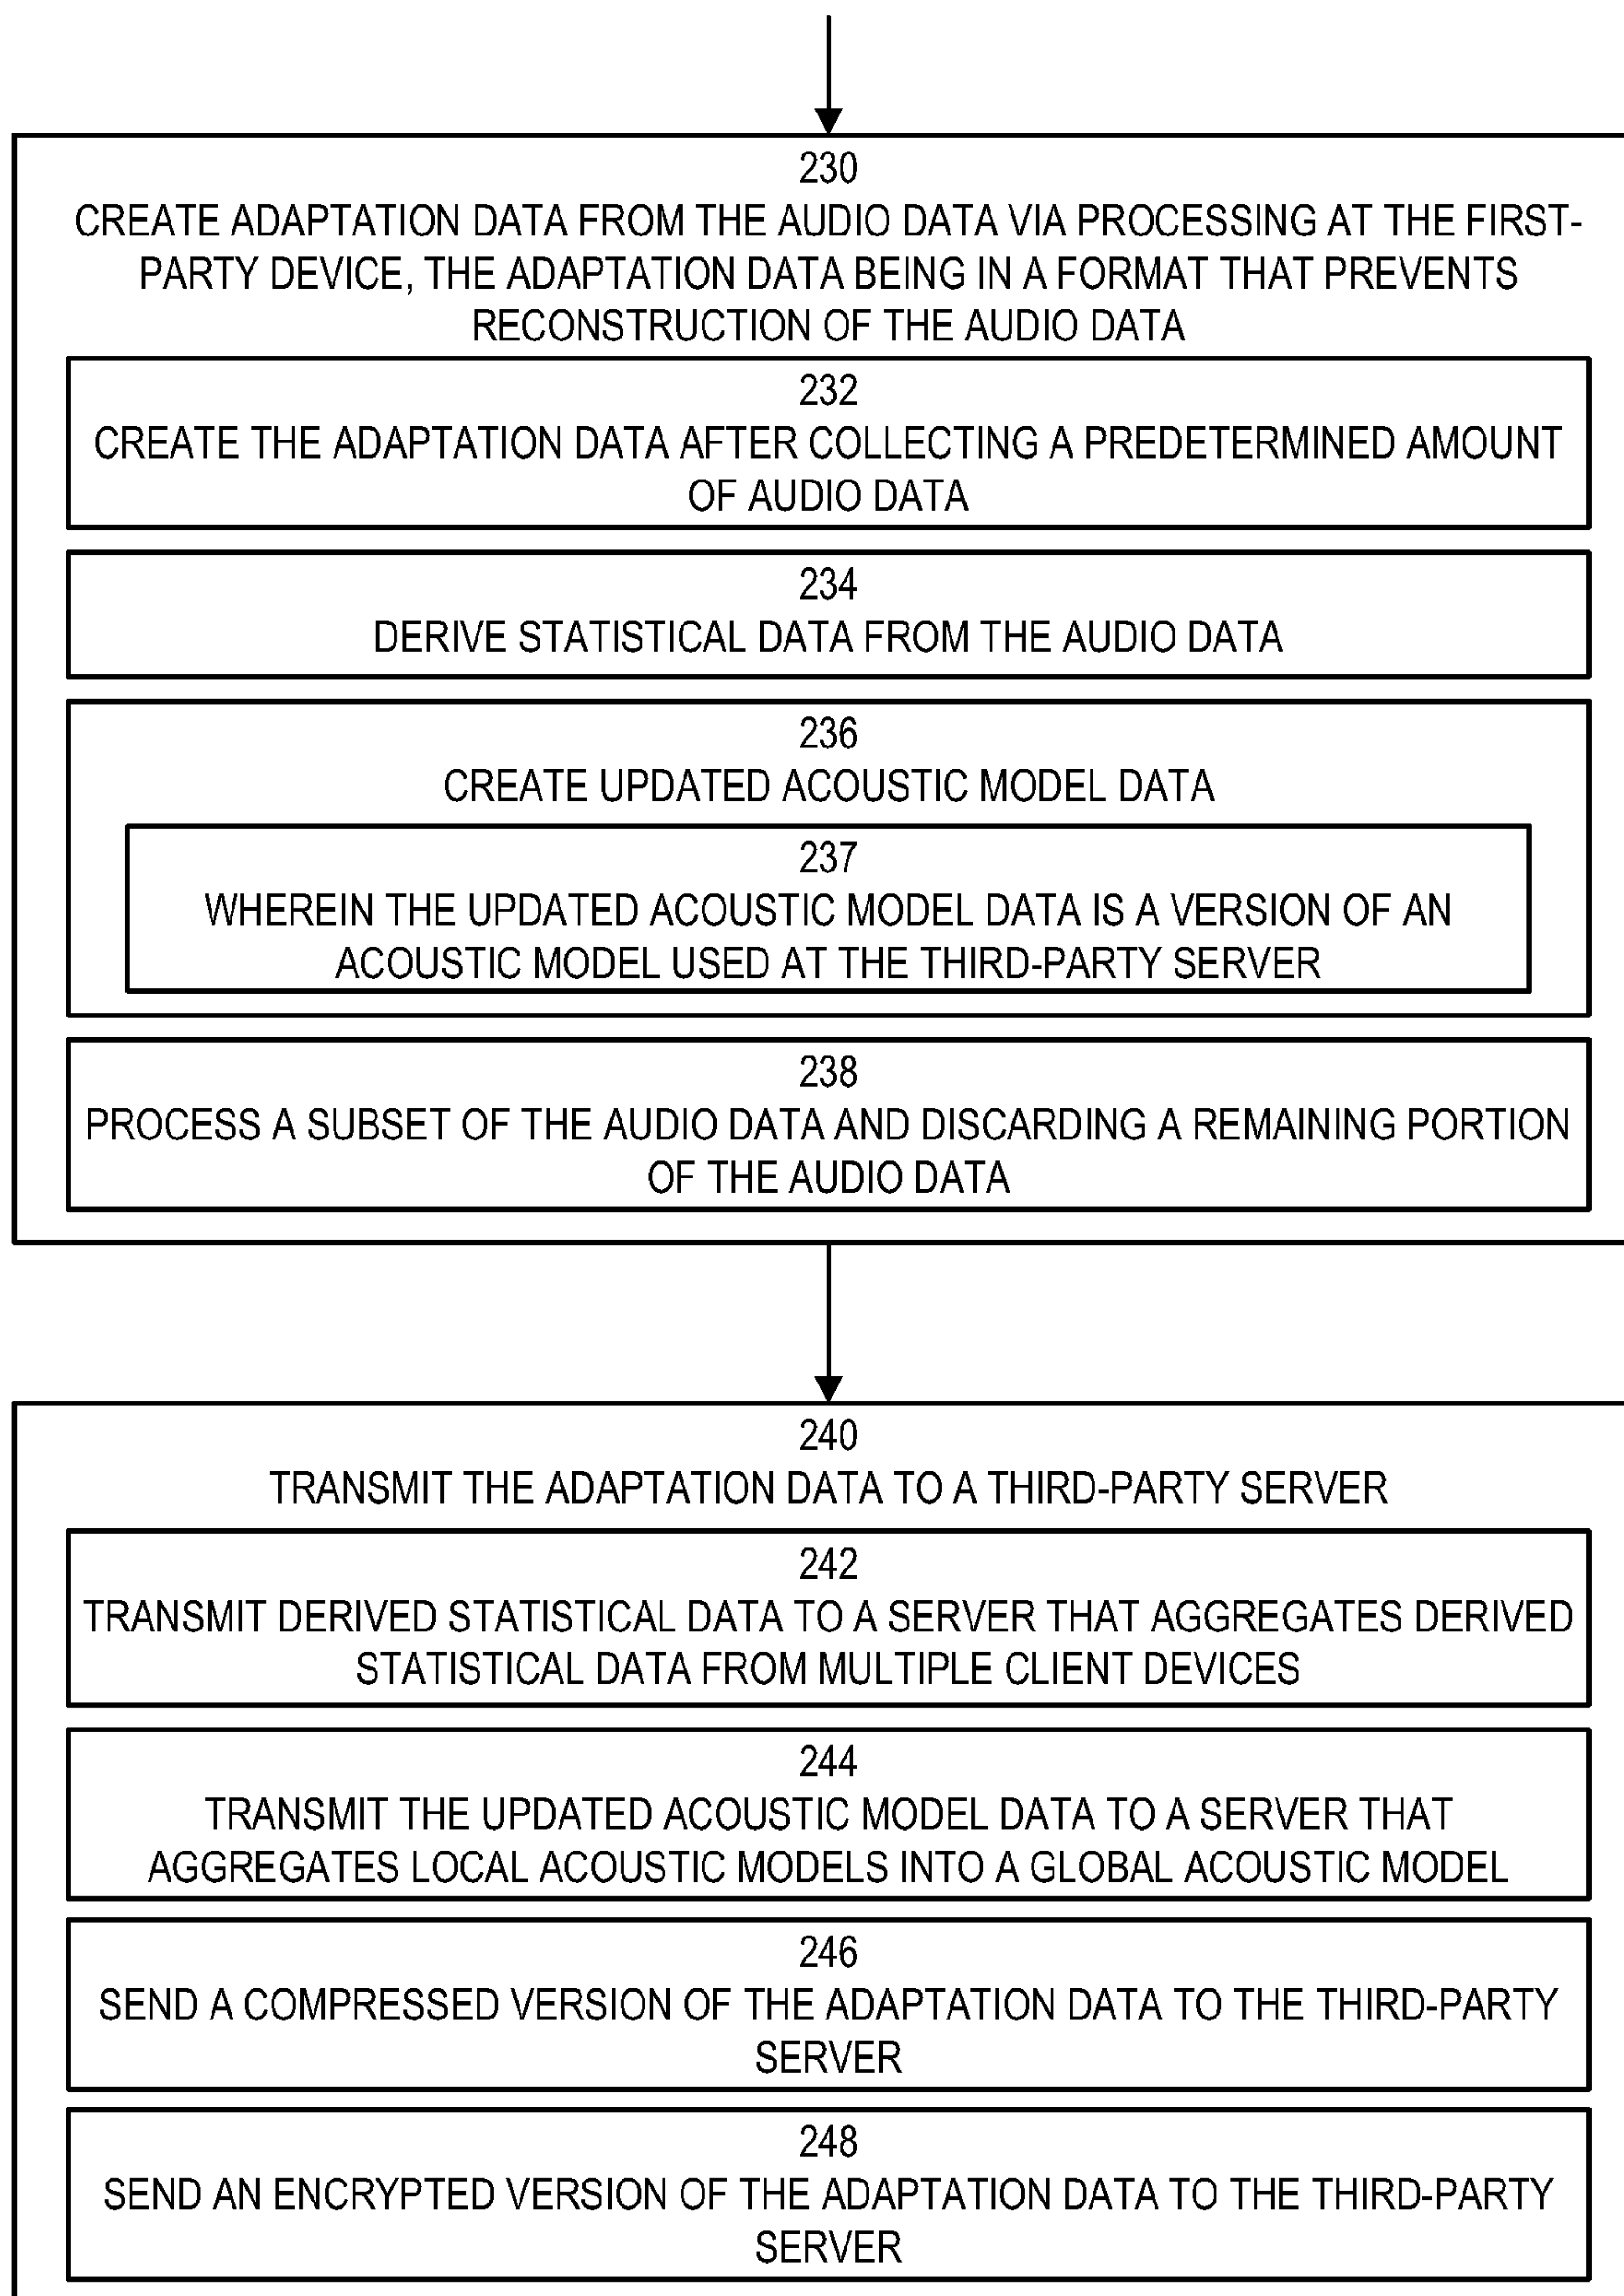 230
CREATE ADAPTATION DATA FROM THE AUDIO DATA VIA PROCESSING AT THE FIRST-
PARTY DEVICE, THE ADAPTATION DATA BEING IN A FORMAT THAT PREVENTS
RECONSTRUCTION OF THE AUDIO DATA
232
CREATE THE ADAPTATION DATA AFTER COLLECTING A PREDETERMINED AMOUNT
OF AUDIO DATA
234
DERIVE STATISTICAL DATA FROM THE AUDIO DATA
236
CREATE UPDATED ACOUSTIC MODEL DATA
237
WHEREIN THE UPDATED ACOUSTIC MODEL DATA IS A VERSION OF AN
ACOUSTIC MODEL USED AT THE THIRD-PARTY SERVER
238
PROCESS A SUBSET OF THE AUDIO DATA AND DISCARDING A REMAINING PORTION
OF THE AUDIO DATA
240
TRANSMIT THE ADAPTATION DATA TO A THIRD-PARTY SERVER
242
TRANSMIT DERIVED STATISTICAL DATA TO A SERVER THAT AGGREGATES DERIVED
STATISTICAL DATA FROM MULTIPLE CLIENT DEVICES
244
TRANSMIT THE UPDATED ACOUSTIC MODEL DATA TO A SERVER THAT
AGGREGATES LOCAL ACOUSTIC MODELS INTO A GLOBAL ACOUSTIC MODEL
246
SEND A COMPRESSED VERSION OF THE ADAPTATION DATA TO THE THIRD-PARTY
SERVER
248
SEND AN ENCRYPTED VERSION OF THE ADAPTATION DATA TO THE THIRD-PARTY
SERVER